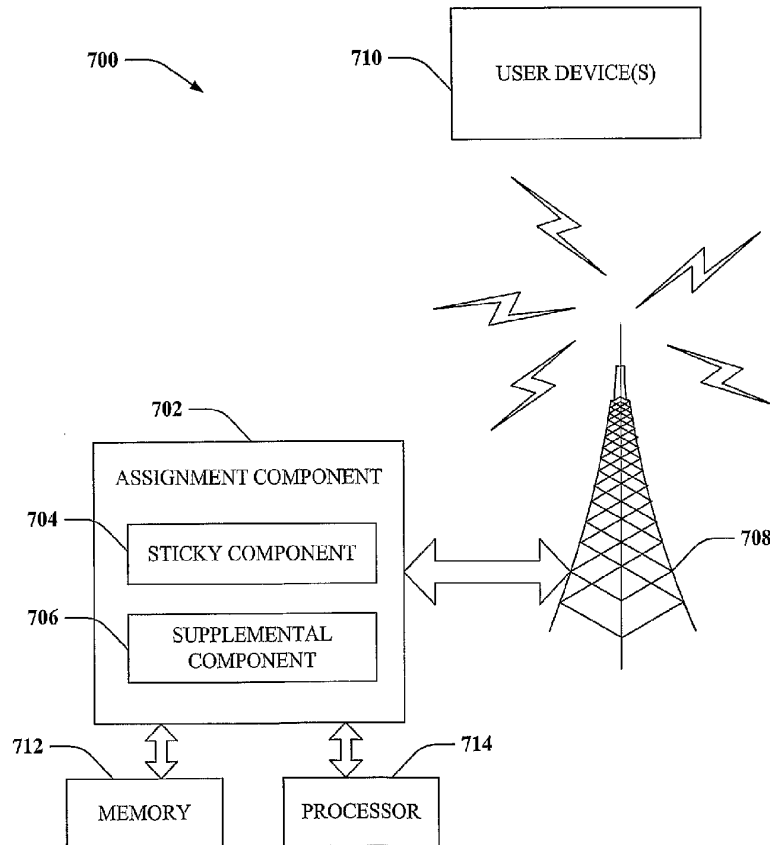 700
710
USER DEVICE(S)
702
ASSIGNMENT COMPONENT
704
STICKY COMPONENT
708
706
SUPPLEMENTAL
COMPONENT
712
714
MEMORY
PROCESSOR